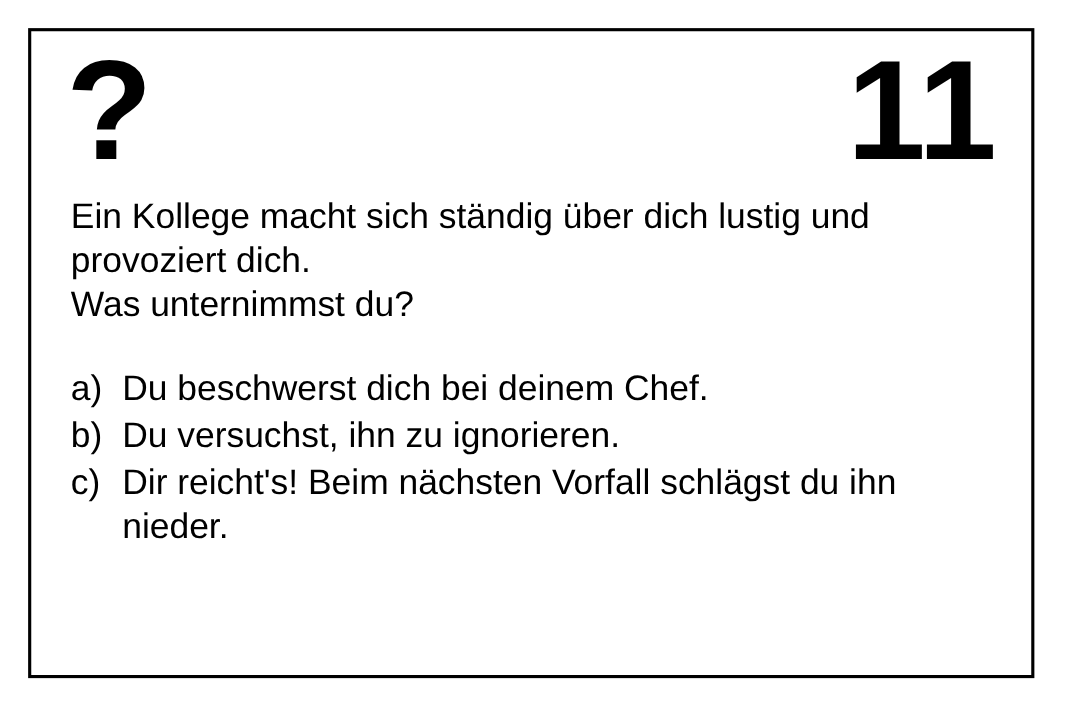 ? 11
Ein Kollege macht sich ständig über dich lustig und
provoziert dich.
Was unternimmst du?
a) Du beschwerst dich bei deinem Chef.
b) Du versuchst, ihn zu ignorieren.
c) Dir reicht's! Beim nächsten Vorfall schlägst du ihn
nieder.